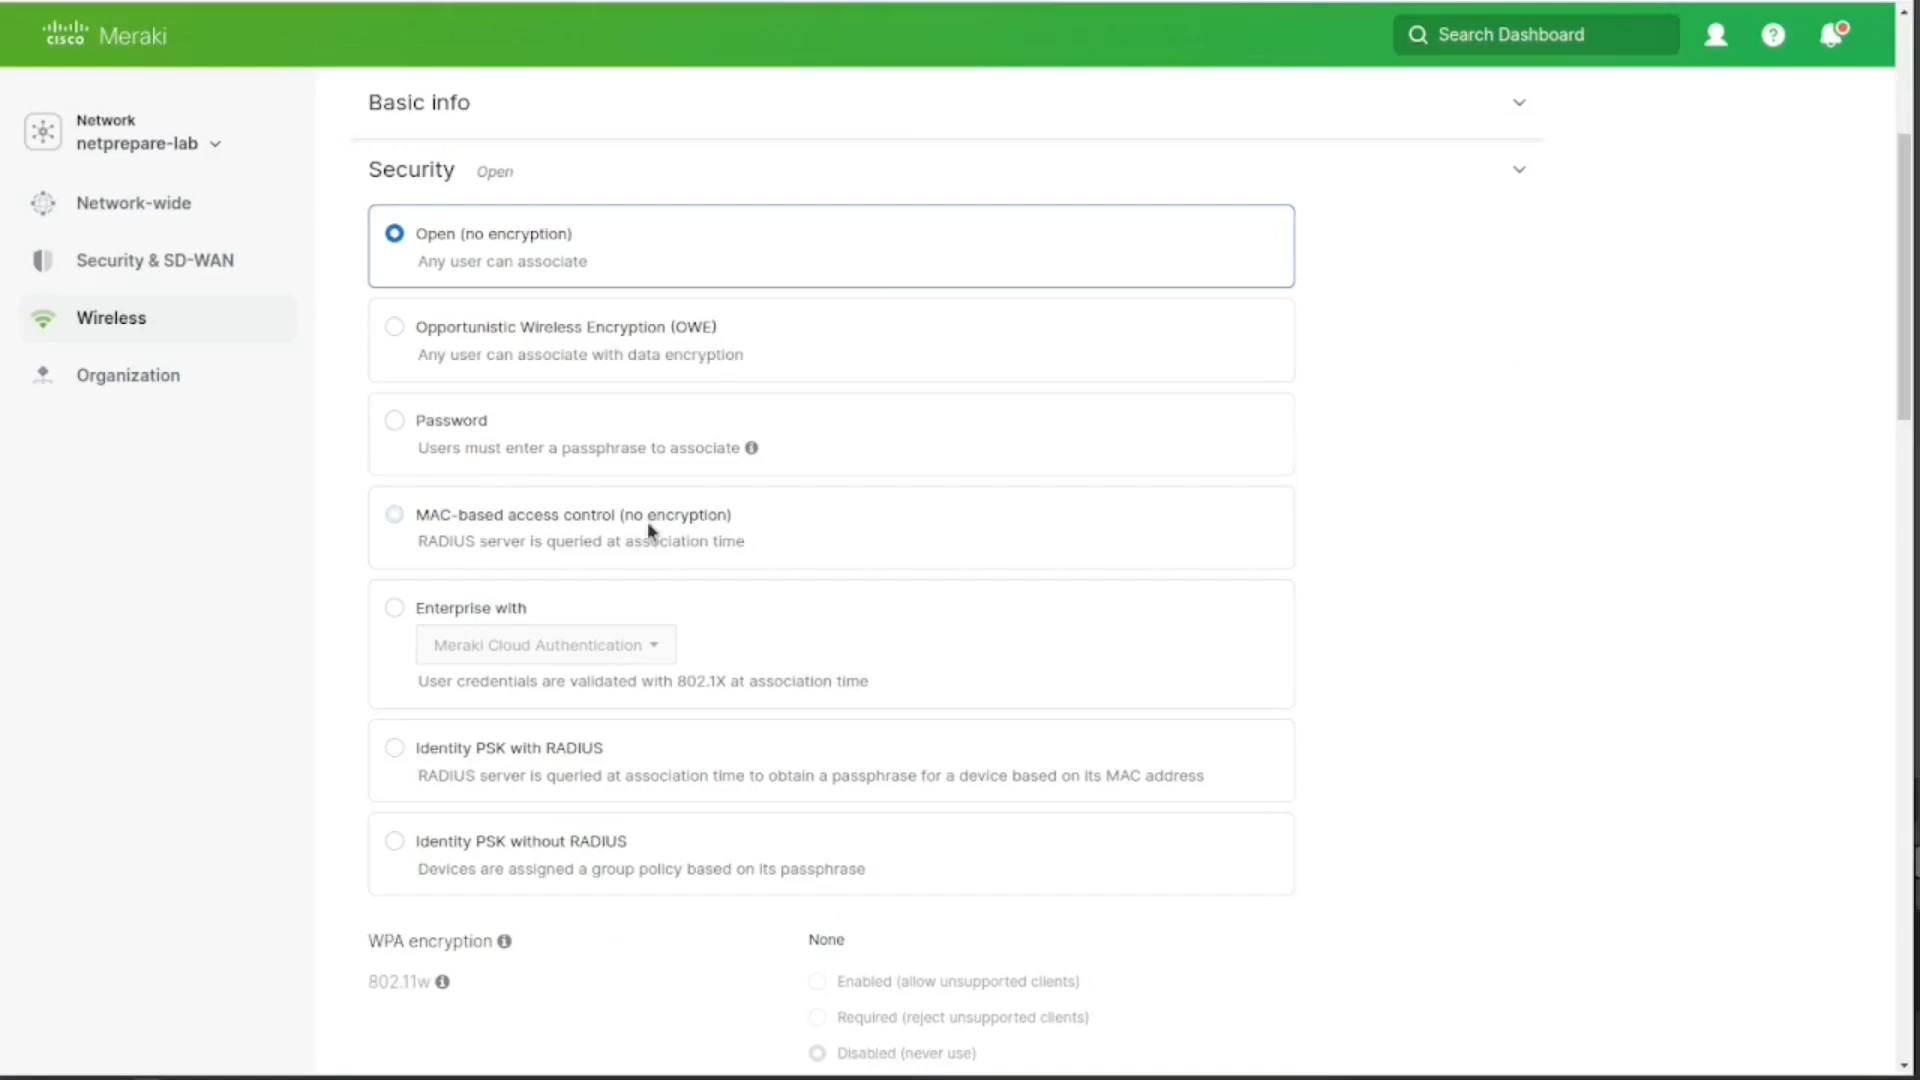 CISCO Meraki
Search Dashboard
Network
netprepare-lab
Network-wide
Security & SD-WAN
Wireless
Organization
Basic info
Security Open
Open (no encryption)
Any user can associate
Opportunistic Wireless Encryption (OWE)
Any user can associate with data encryption
Password
Users must enter a passphrase to associate
MAC-based access control (no encryption)
RADIUS server is queried at association time
Enterprise with
Meraki Cloud Authentication
User credentials are validated with 802.1X at association time
Identity PSK with RADIUS
RADIUS server is queried at association time to obtain a passphrase for a device based on its MAC address
Identity PSK without RADIUS
Devices are assigned a group policy based on its passphrase
WPA encryption None
802.11w Enabled (allow unsupported clients)
Required (reject unsupported clients)
Disabled (never use)